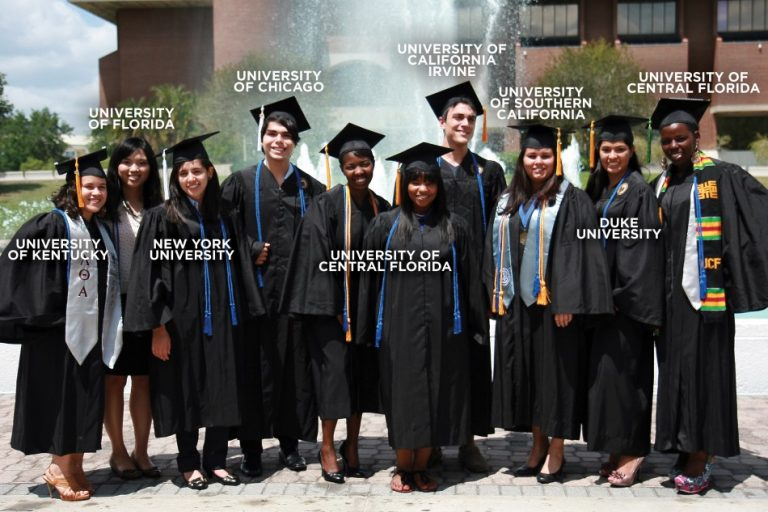 UNIVERSITY OF
CALIFORNIA
IRVINE
UNIVERSITY
OF CHICAGO
UNIVERSITY OF
CENTRAL FLORIDA
UNIVERSITY
OF SOUTHERN
CALIFORNIA
UNIVERSITY
OF FLORIDA
UNIVERSITY
OF KENTUCKY
NEW YORK
UNIVERSITY
UNIVERSITY
OF CENTRAL FLORIDA
DUKE
UNIVERSITY
ΘΑ
UCF